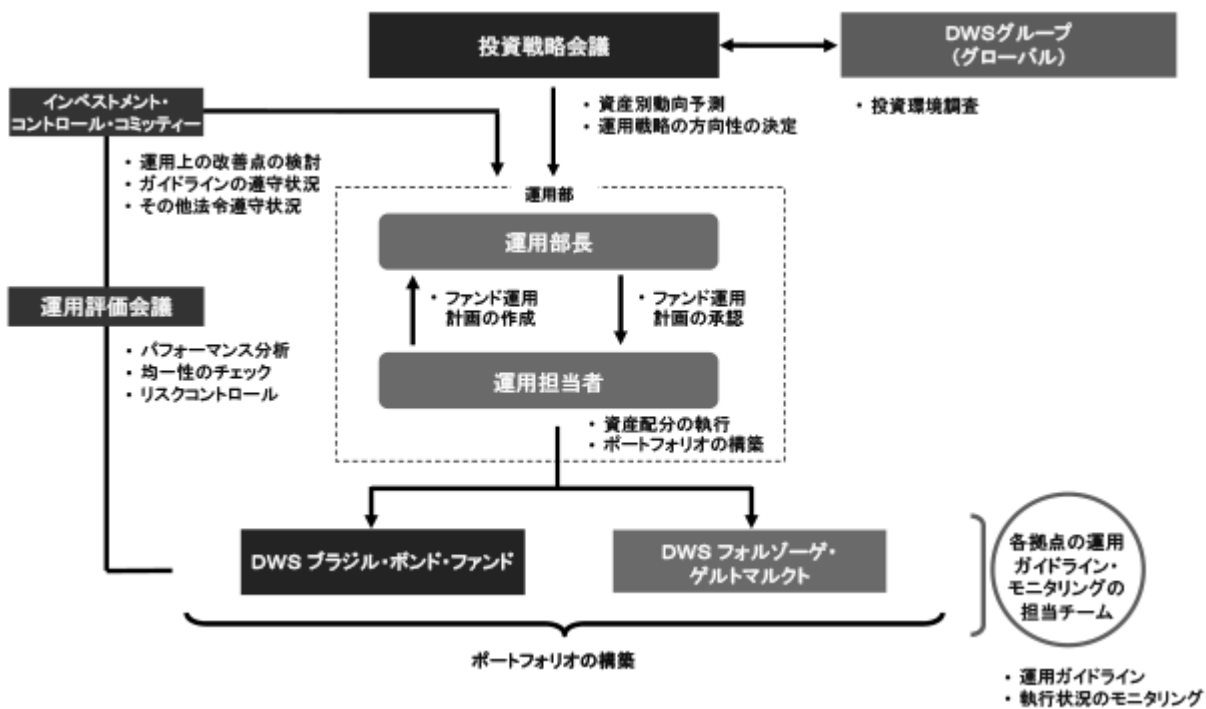 投資戦略会議
DWSグループ
(グローバル)
・ 資産別動向予測
・ 運用戦略の方向性の決定
・ 投資環境調査
インベストメント・
コントロール・コミッティー
・ 運用上の改善点の検討
・ ガイドラインの遵守状況
・ その他法令遵守状況
運用部
運用部長
・ ファンド運用
計画の作成
・ ファンド運用
計画の承認
運用評価会議
・ パフォーマンス分析
・ 均一性のチェック
・ リスクコントロール
運用担当者
・ 資産配分の執行
・ ポートフォリオの構築
DWS ブラジル・ボンド・ファンド
DWS フォルゾーゲ・
ゲルトマルクト
各拠点の運用
ガイドライン・
モニタリングの
担当チーム
ポートフォリオの構築
・ 運用ガイドライン
・ 執行状況のモニタリング